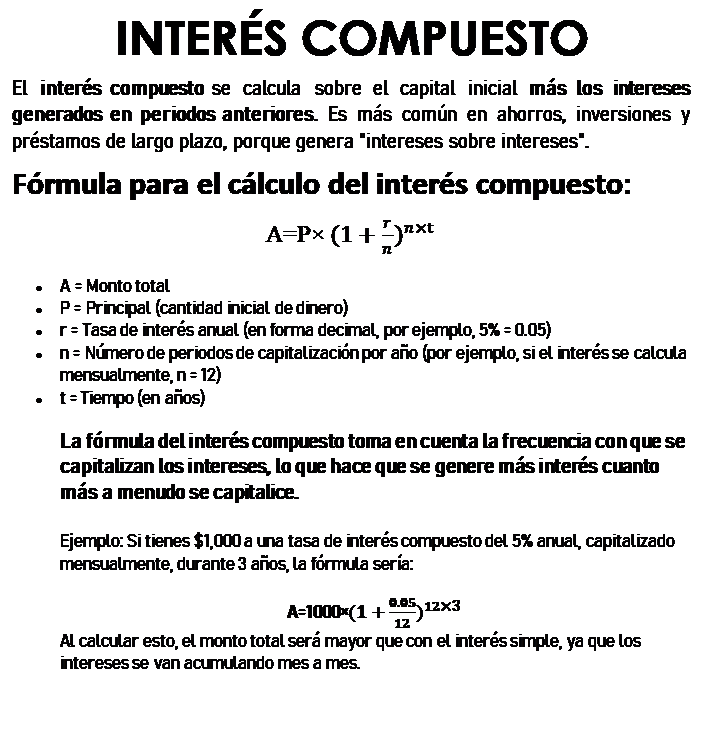 INTERÉS COMPUESTO
El interés compuesto se calcula sobre el capital inicial más los intereses
generados en periodos anteriores. Es más común en ahorros, inversiones y
préstamos de largo plazo, porque genera "intereses sobre intereses".
Fórmula para el cálculo del interés compuesto:
A=P× (1 + r/n)^n×t
• A = Monto total
• P = Principal (cantidad inicial de dinero)
• r = Tasa de interés anual (en forma decimal, por ejemplo, 5% = 0.05)
• n = Número de periodos de capitalización por año (por ejemplo, si el interés se calcula
mensualmente, n = 12)
• t = Tiempo (en años)
La fórmula del interés compuesto toma en cuenta la frecuencia con que se
capitalizan los intereses, lo que hace que se genere más interés cuanto
más a menudo se capitalice.
Ejemplo: Si tienes $1,000 a una tasa de interés compuesto del 5% anual, capitalizado
mensualmente, durante 3 años, la fórmula sería:
A=1000×(1 + 0.05/12)^12×3
Al calcular esto, el monto total será mayor que con el interés simple, ya que los
intereses se van acumulando mes a mes.